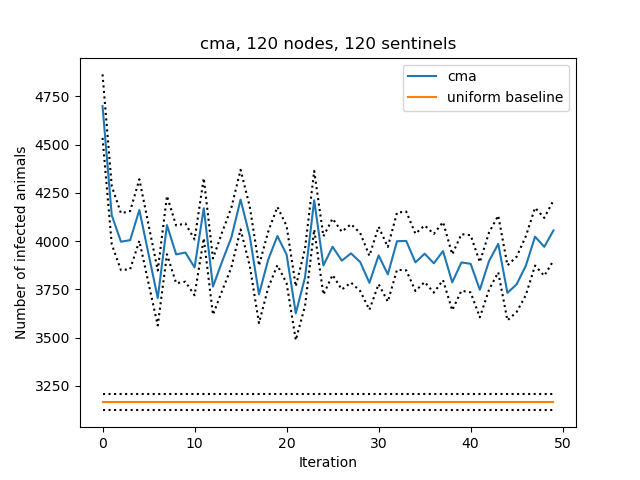 cma, 120 nodes, 120 sentinels
cma
uniform baseline
Number of infected animals
4750
4500
4250
4000
3750
3500
3250
0 10 20 30 40 50
Iteration